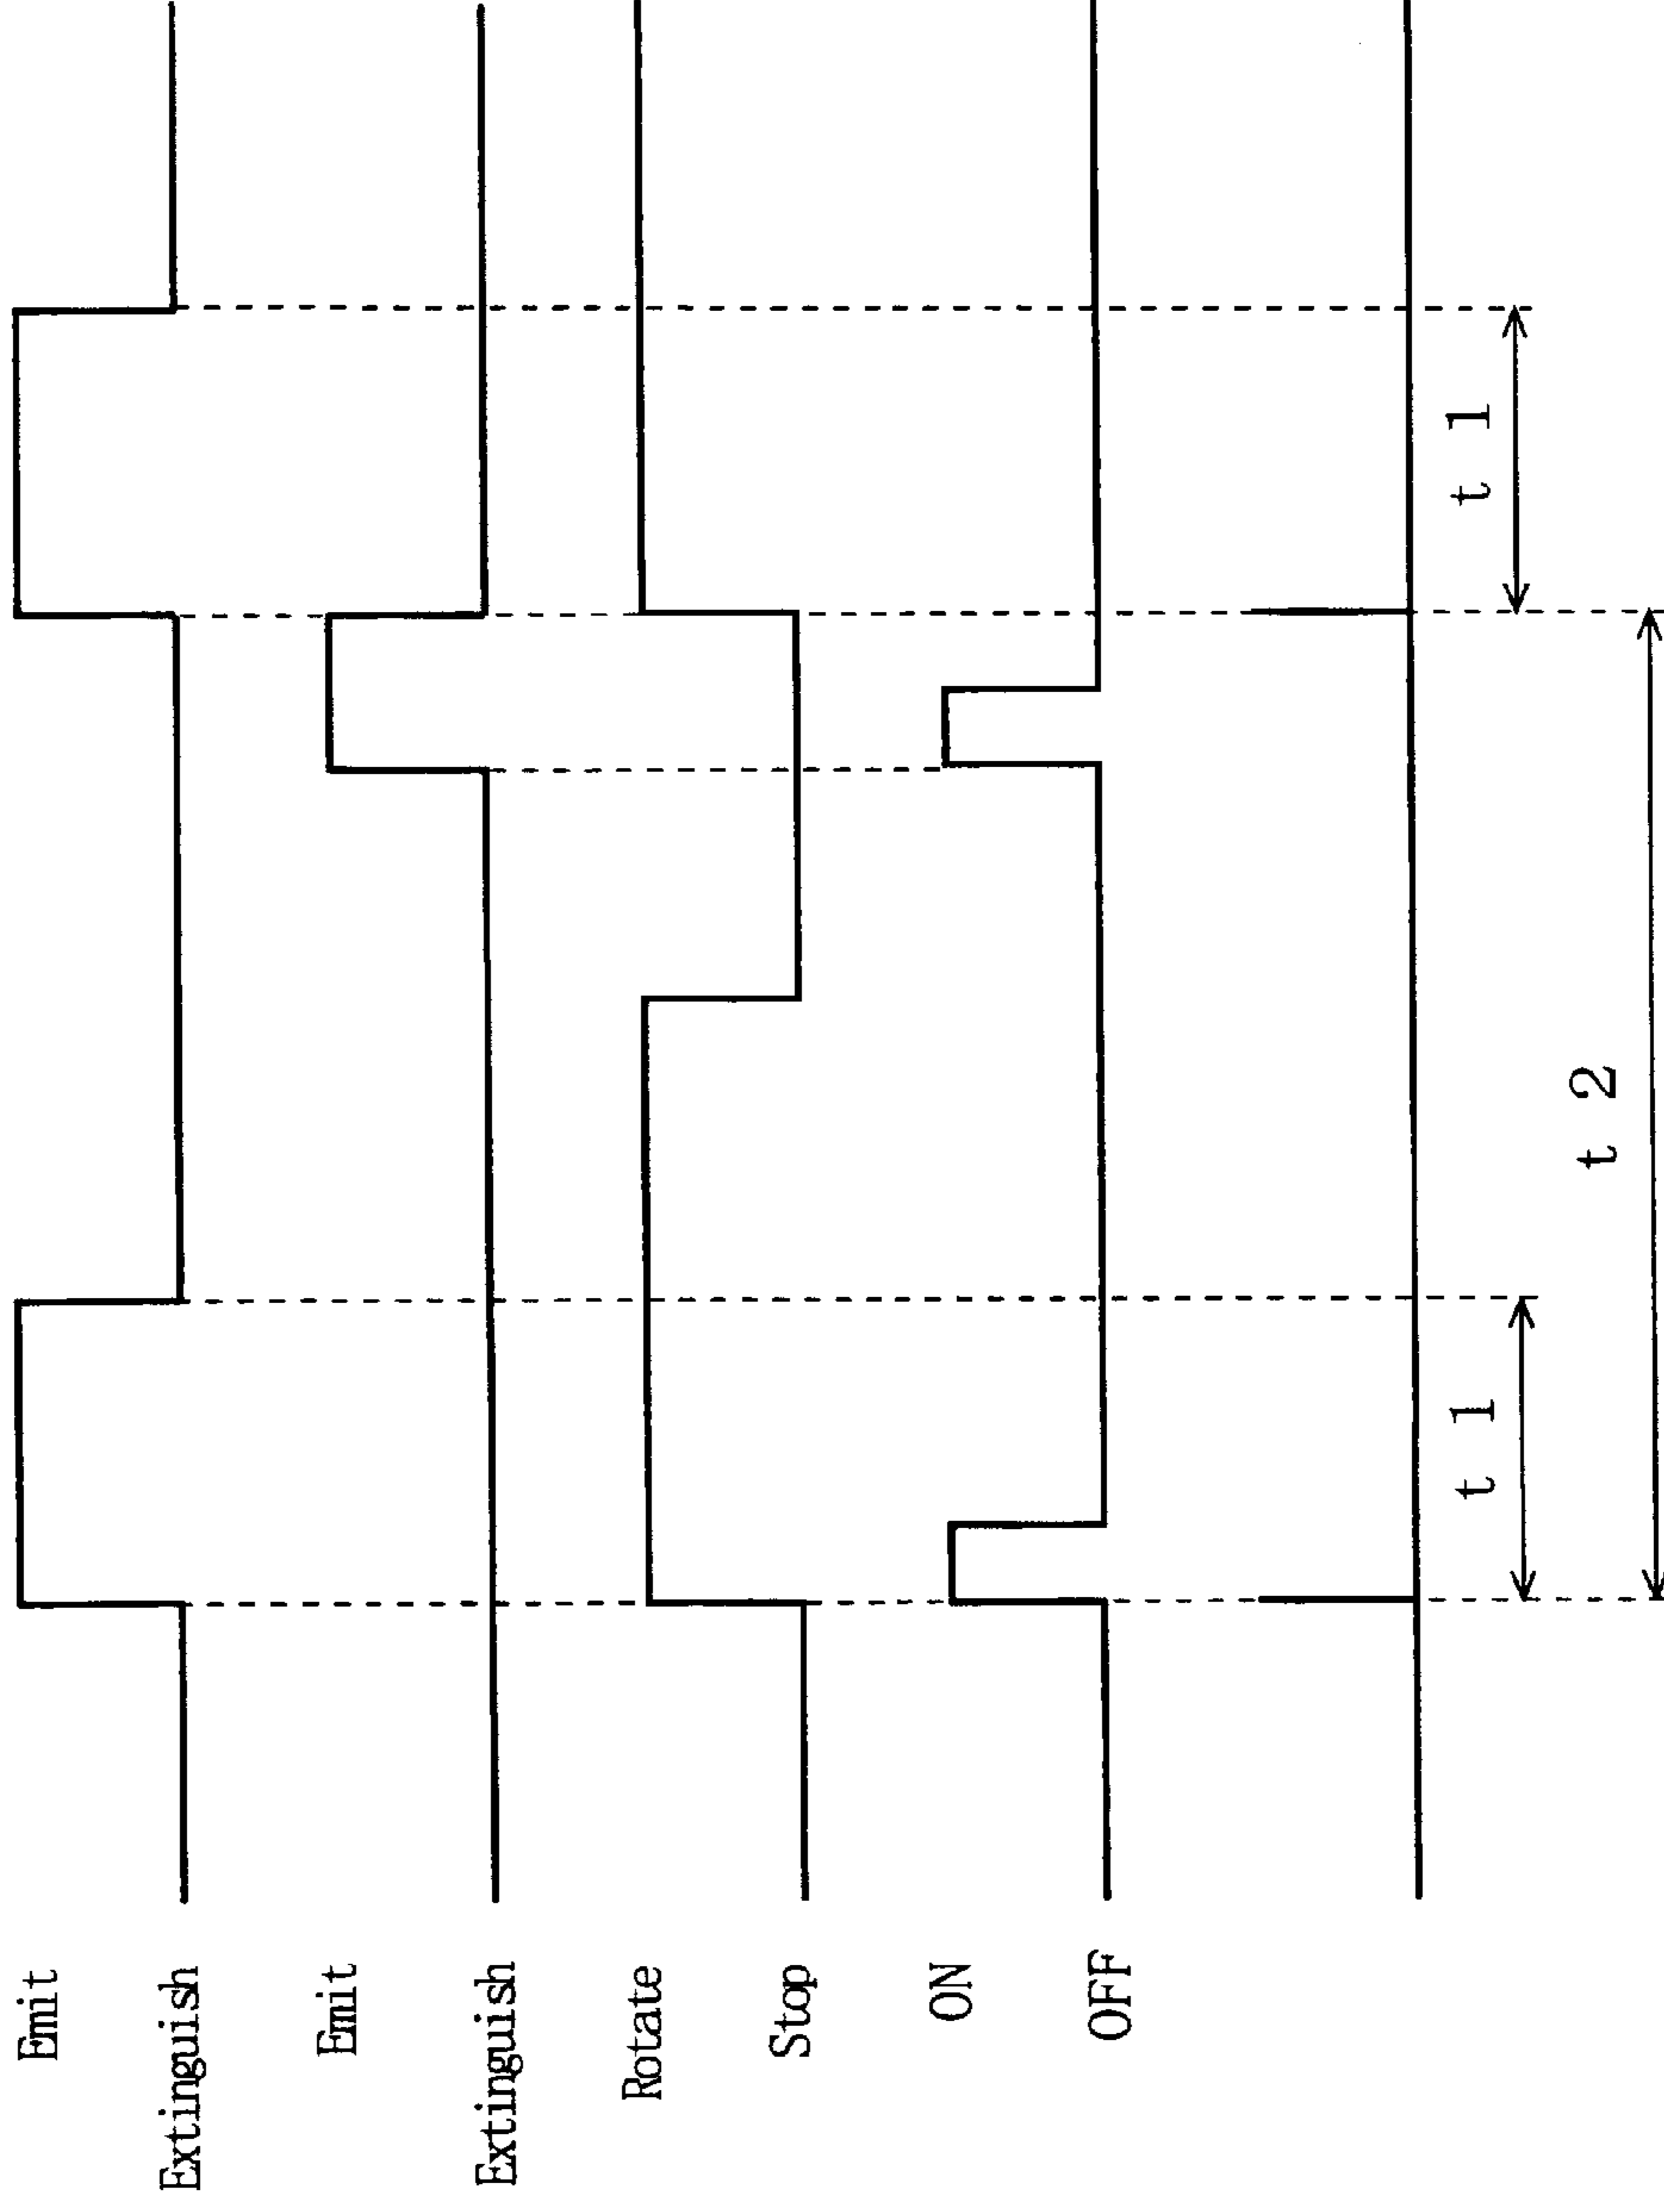 Emit
Extinguish
Emit
Extinguish
Rotate
Stop
ON
OFF
t 1
t 1
t 2